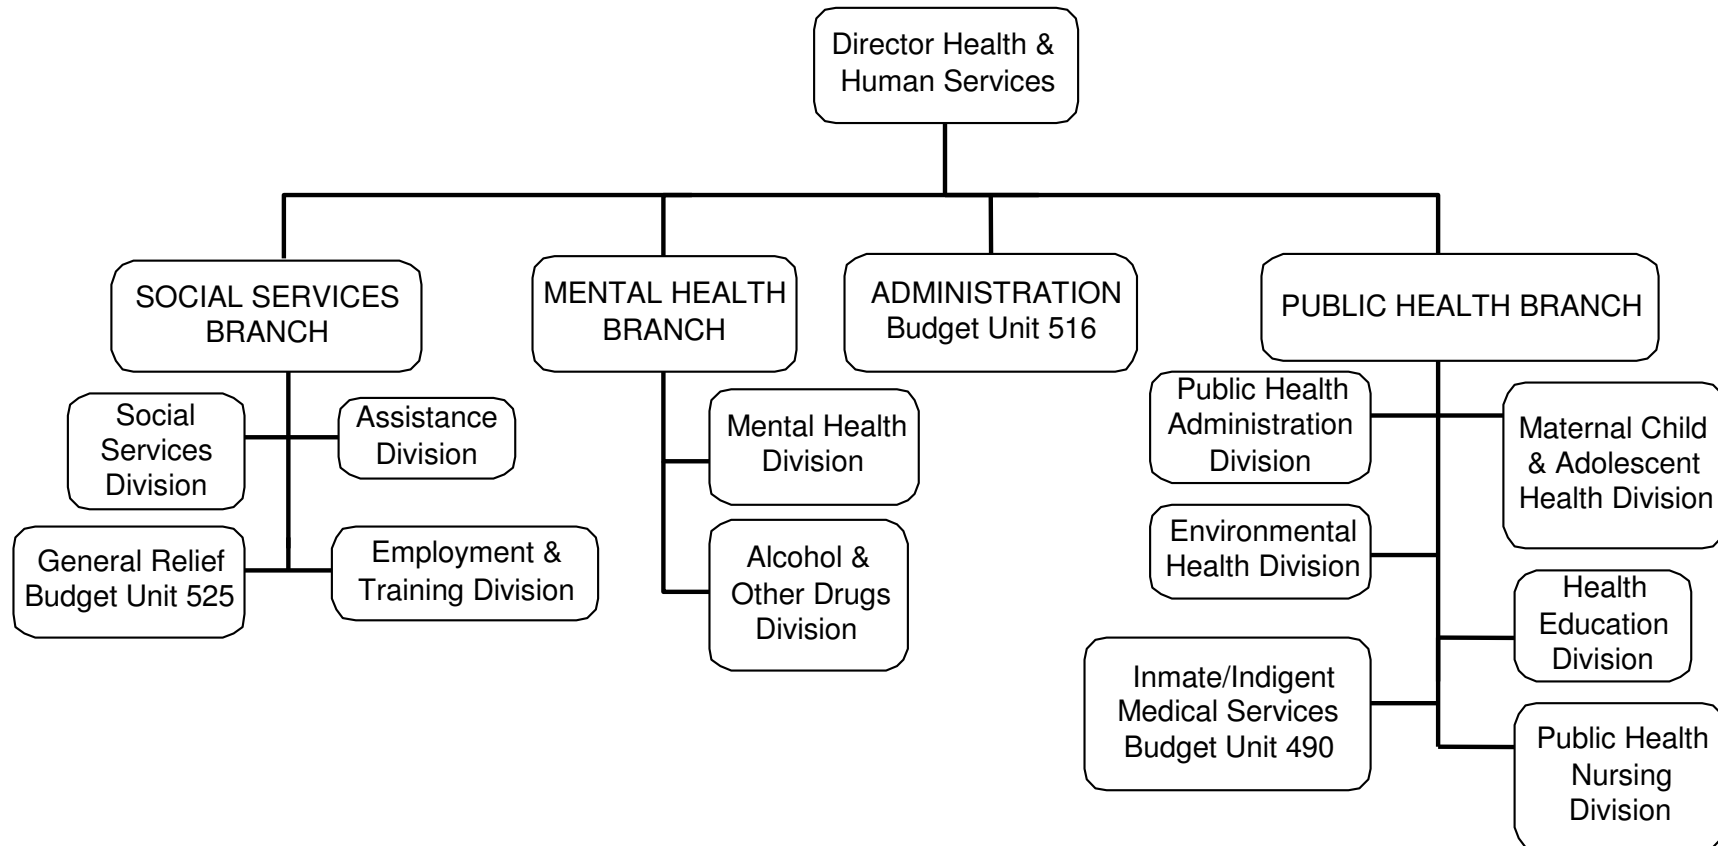 Director Health &
Human Services
SOCIAL SERVICES
BRANCH
MENTAL HEALTH
BRANCH
ADMINISTRATION
Budget Unit 516
PUBLIC HEALTH BRANCH
Social
Services
Division
Assistance
Division
General Relief
Budget Unit 525
Employment &
Training Division
Mental Health
Division
Alcohol &
Other Drugs
Division
Public Health
Administration
Division
Maternal Child
& Adolescent
Health Division
Environmental
Health Division
Health
Education
Division
Inmate/Indigent
Medical Services
Budget Unit 490
Public Health
Nursing
Division